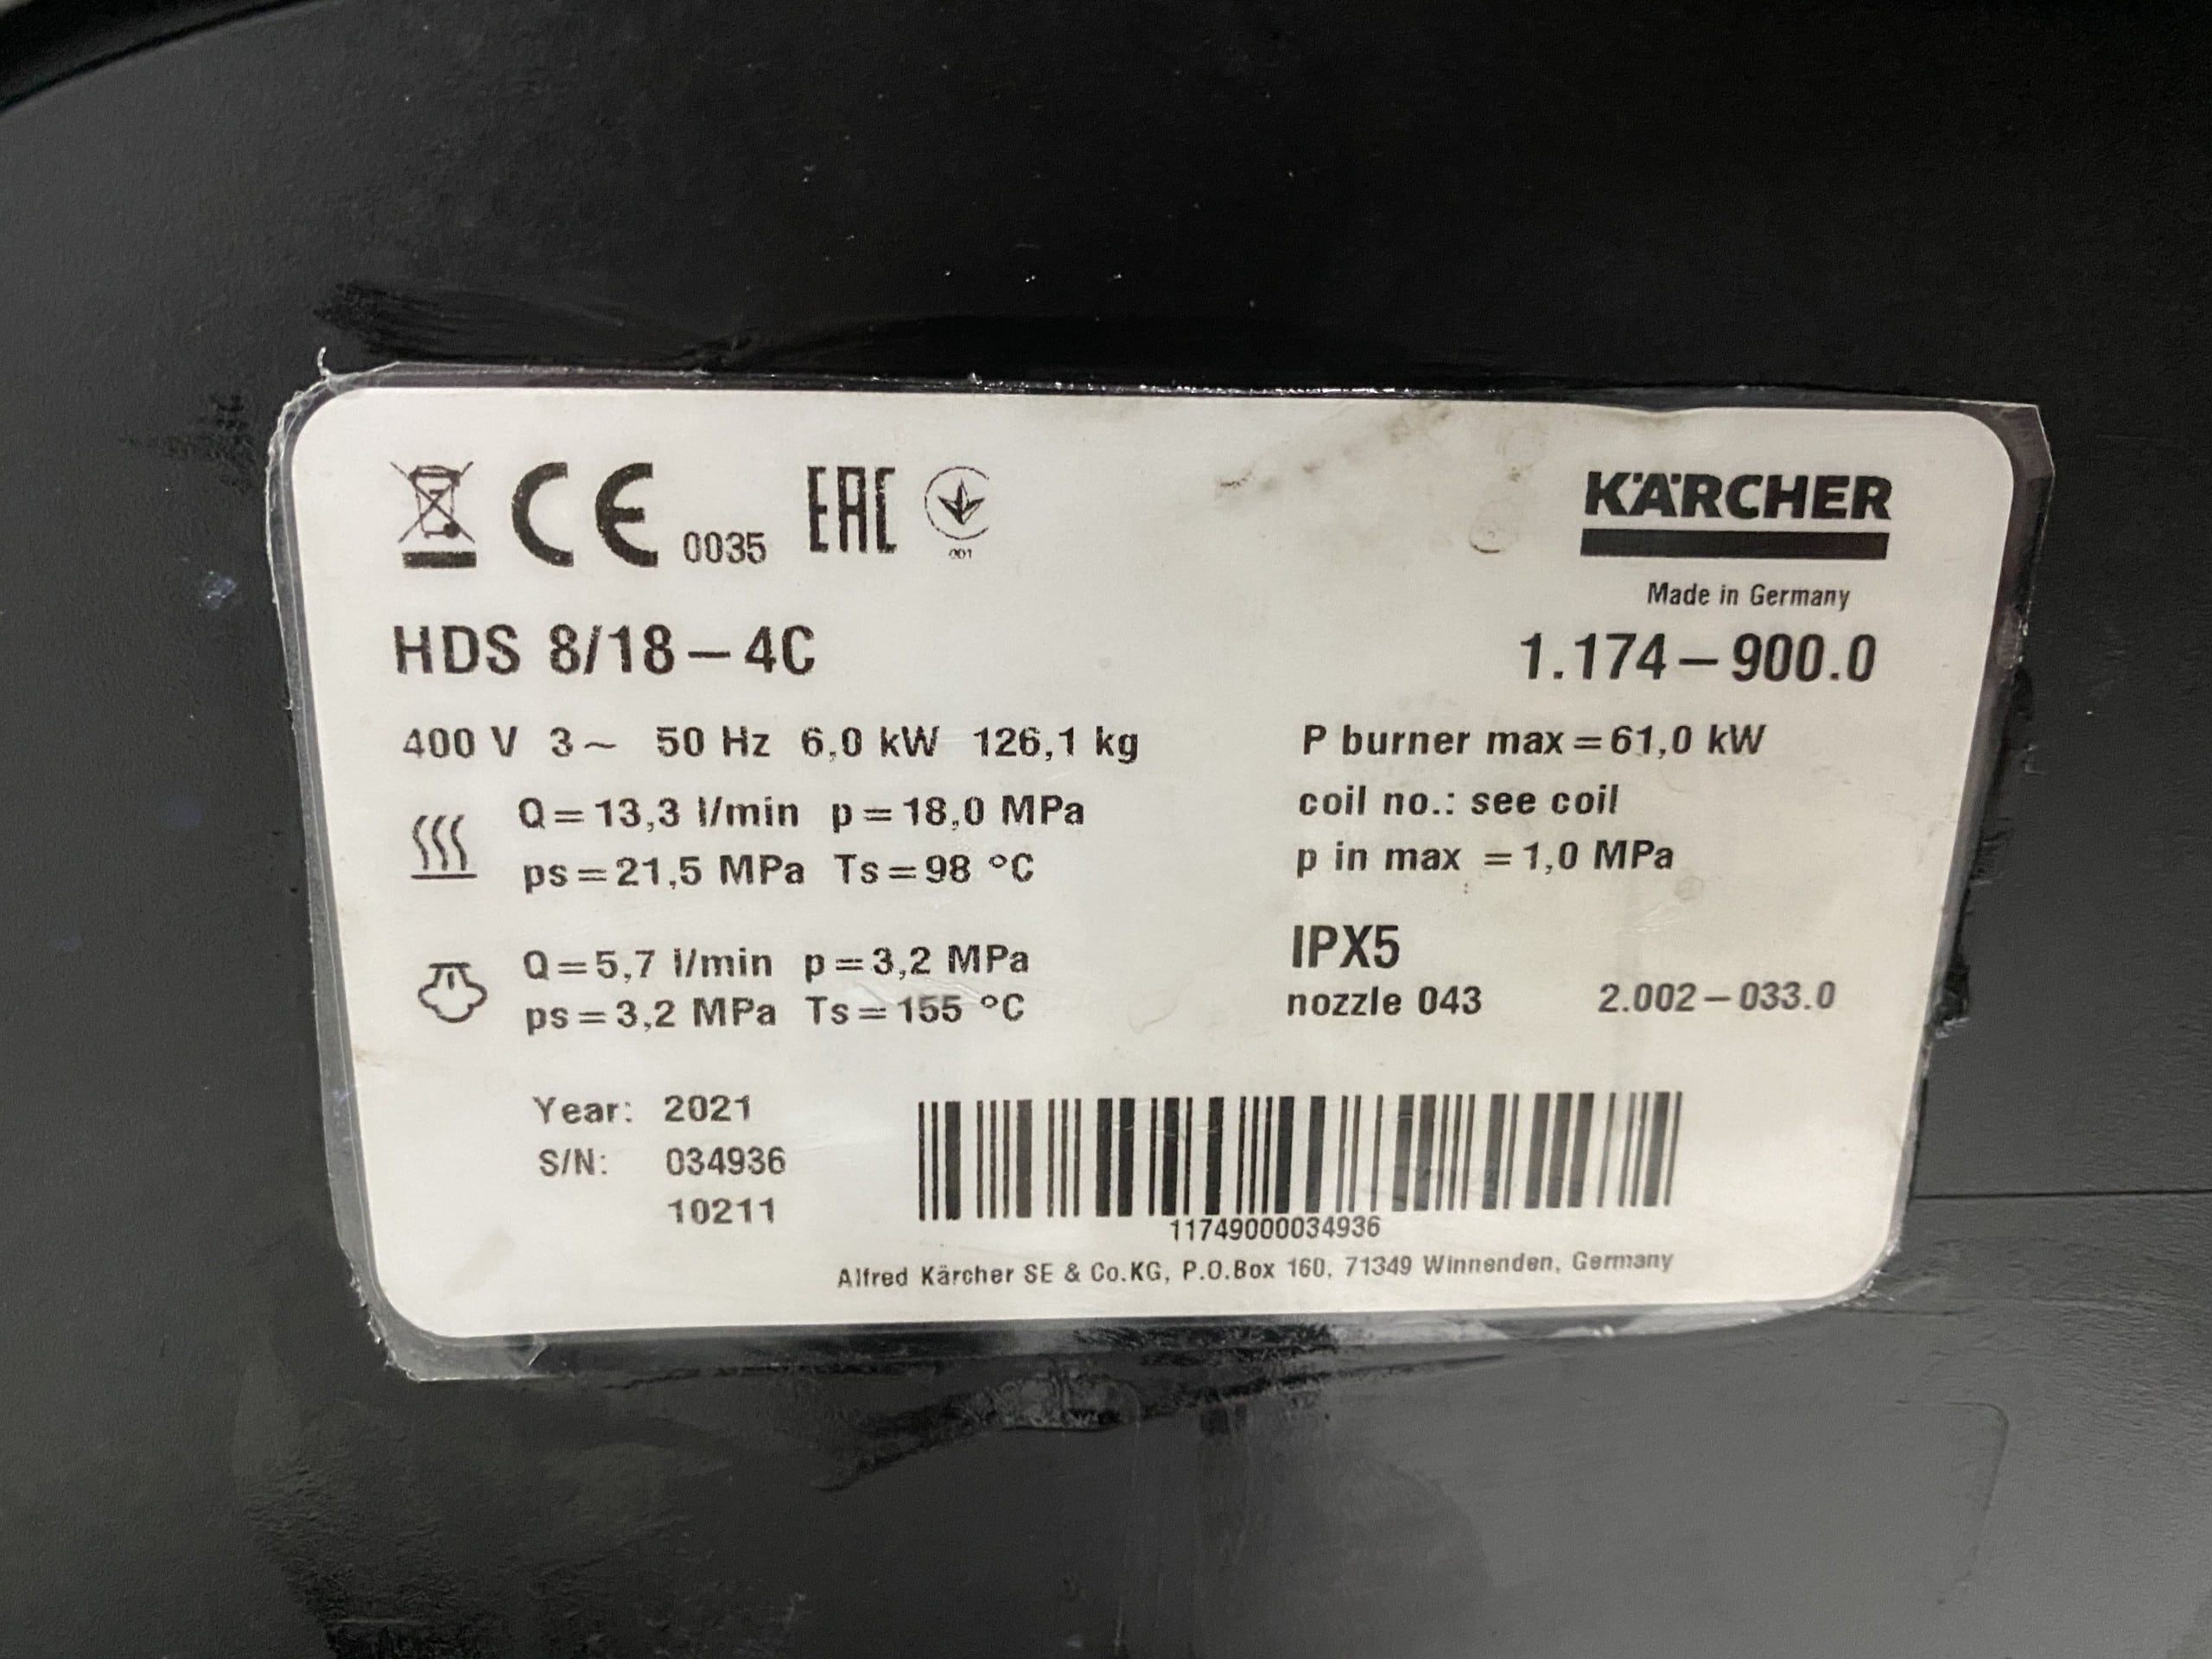 CE 0035 EAC
001
KÄRCHER
Made in Germany
HDS 8/18-4C
1.174-900.0
400 V 3~ 50 Hz 6,0 kW 126,1 kg
P burner max=61,0 kW
Q=13,3 l/min p=18,0 MPa
coil no.: see coil
ps=21,5 MPa Ts=98 °C
p in max =1,0 MPa
Q=5,7 l/min p=3,2 MPa
IPX5
ps=3,2 MPa Ts=155 °C
nozzle 043 2.002-033.0
Year: 2021
S/N: 034936
10211
11749000034936
Alfred Kärcher SE & Co.KG, P.O.Box 160, 71349 Winnenden, Germany